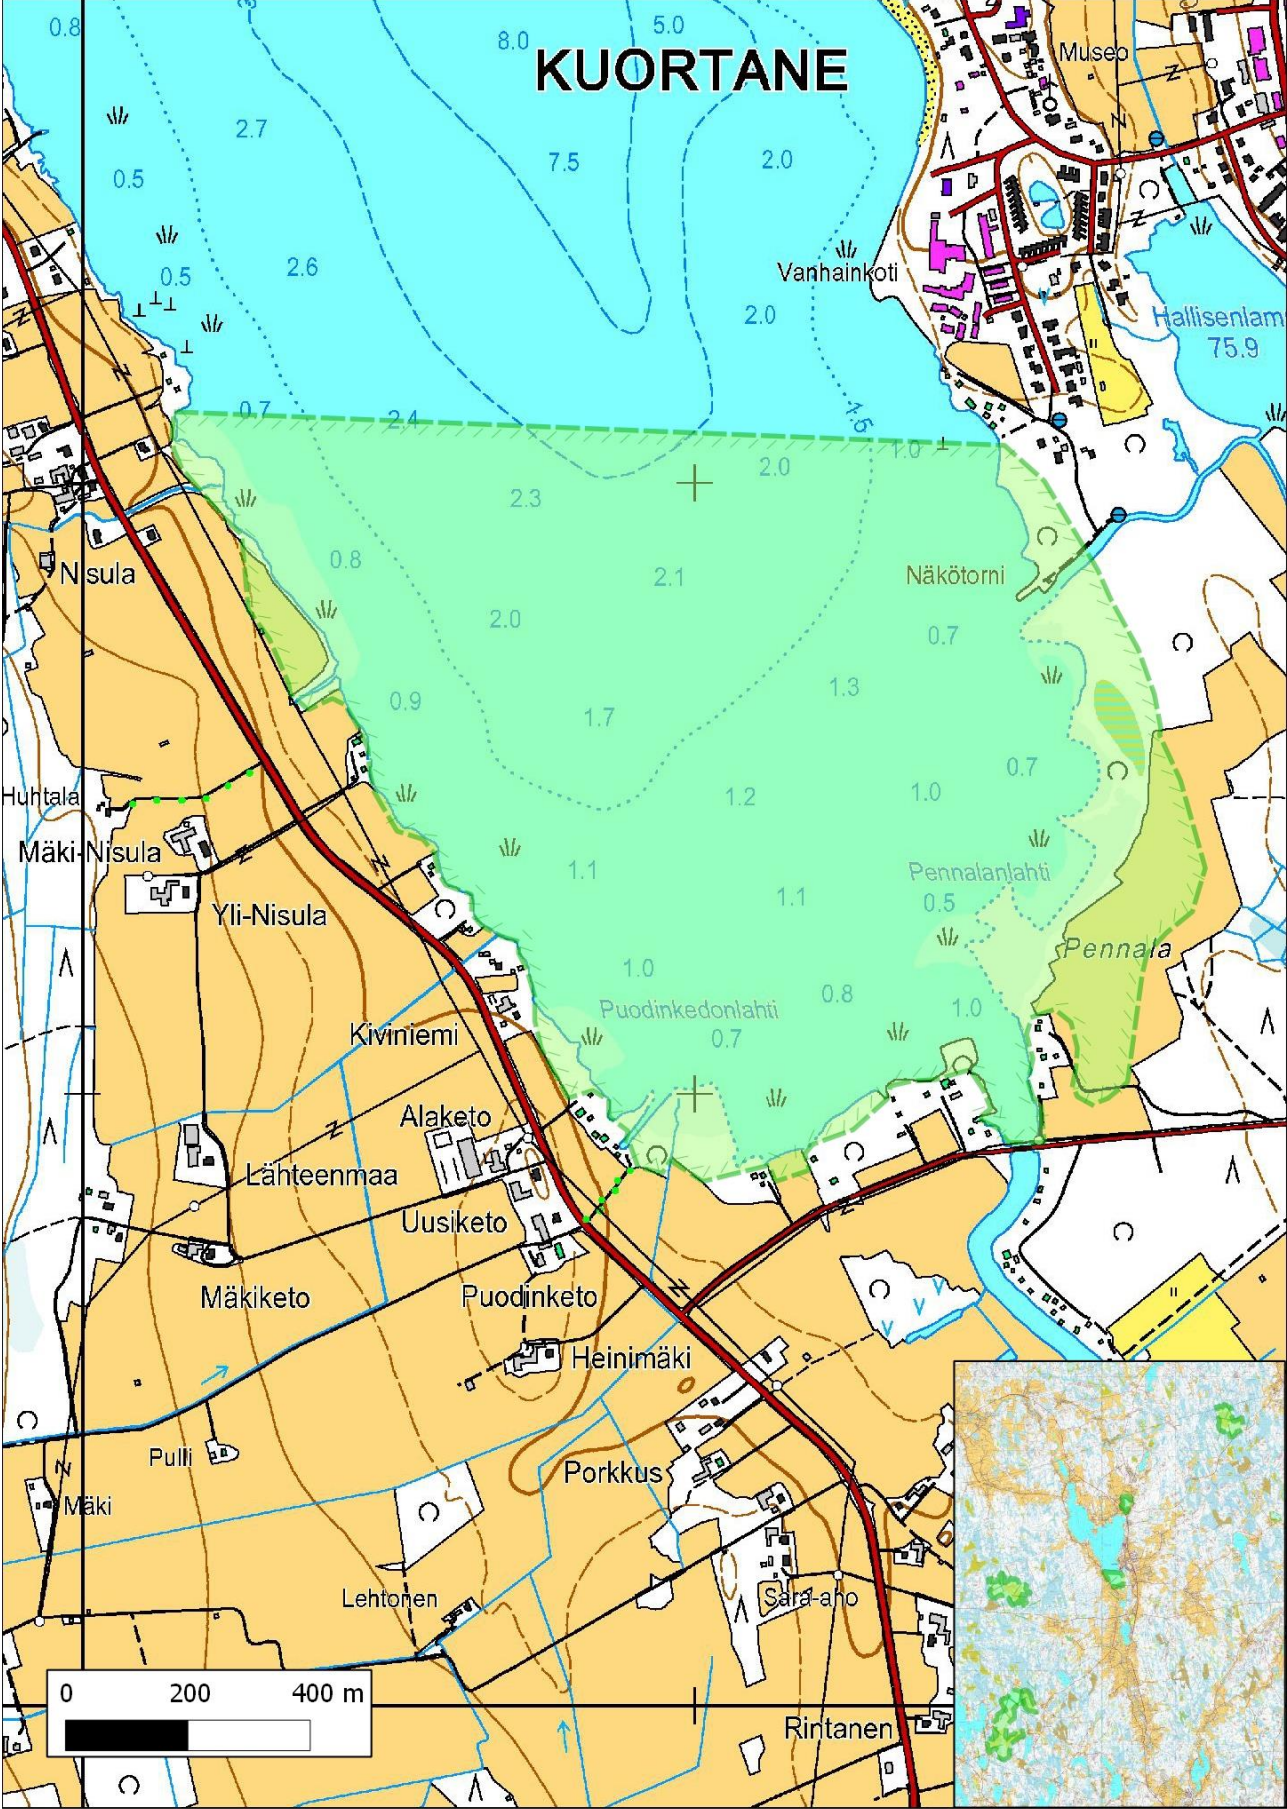 0.8
8.0
5.0
KUORTANE
Museo
2.7
7.5
2.0
0.5
0.5
2.6
Vanhainkoti
2.0
Hallisenlam
75.9
0.7
2.4
1.5
1.0
2.0
2.3
0.8
2.1
Nisula
Näkötorni
2.0
0.7
0.9
1.3
1.7
0.7
Huhtala
1.2
1.0
Mäki-Nisula
1.1
Pennalanlahti
1.1
0.5
Yli-Nisula
Pennala
1.0
0.8
Puodinkedonlahti
1.0
Kiviniemi
0.7
Alaketo
Lähteenmaa
Uusiketo
Mäkiketo
Puodinketo
Heinimäki
Pulli
Porkkus
Mäki
Lehtonen
Sara-aho
0 200 400 m
Rintanen